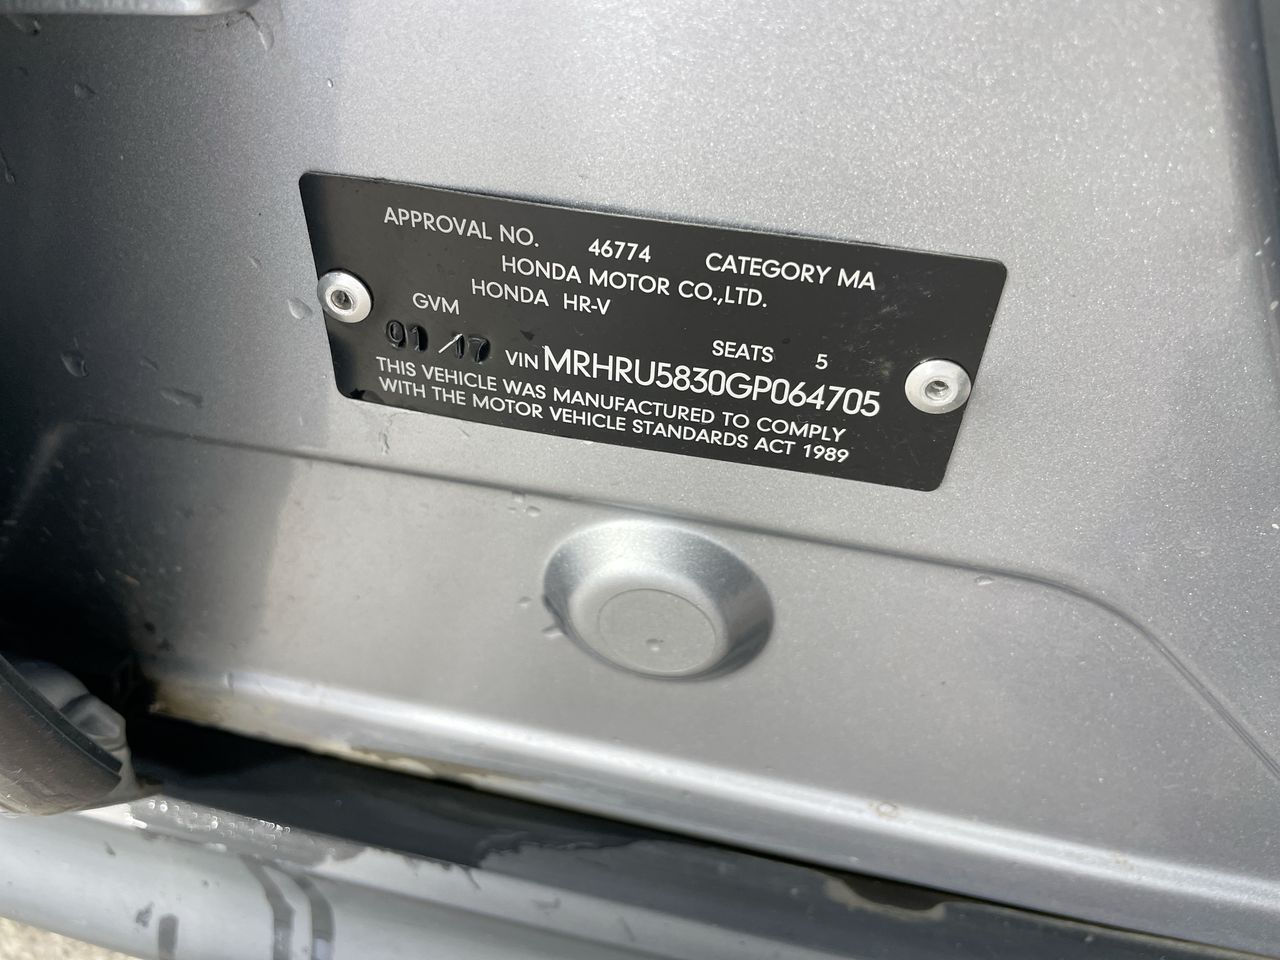 APPROVAL NO. 46774 CATEGORY MA
HONDA MOTOR CO.,LTD.
HONDA HR-V
GVM SEATS 5
01/17 VIN MRHRU5830GP064705
THIS VEHICLE WAS MANUFACTURED TO COMPLY
WITH THE MOTOR VEHICLE STANDARDS ACT 1989